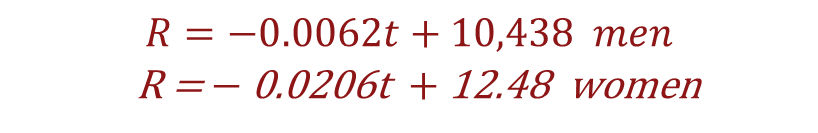 R = −0.0062t + 10,438 men
R = − 0.0206t + 12.48 women